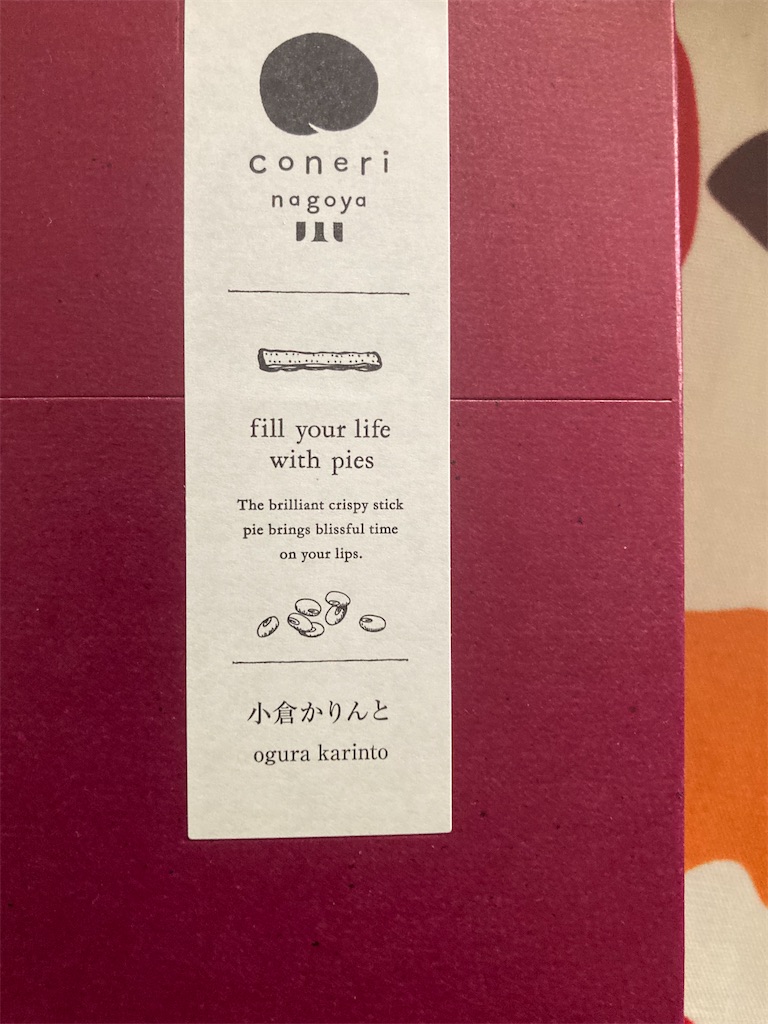 coneri
nagoya
fill your life
with pies
The brilliant crispy stick
pie brings blissful time
on your lips.
小倉かりんと
ogura karinto